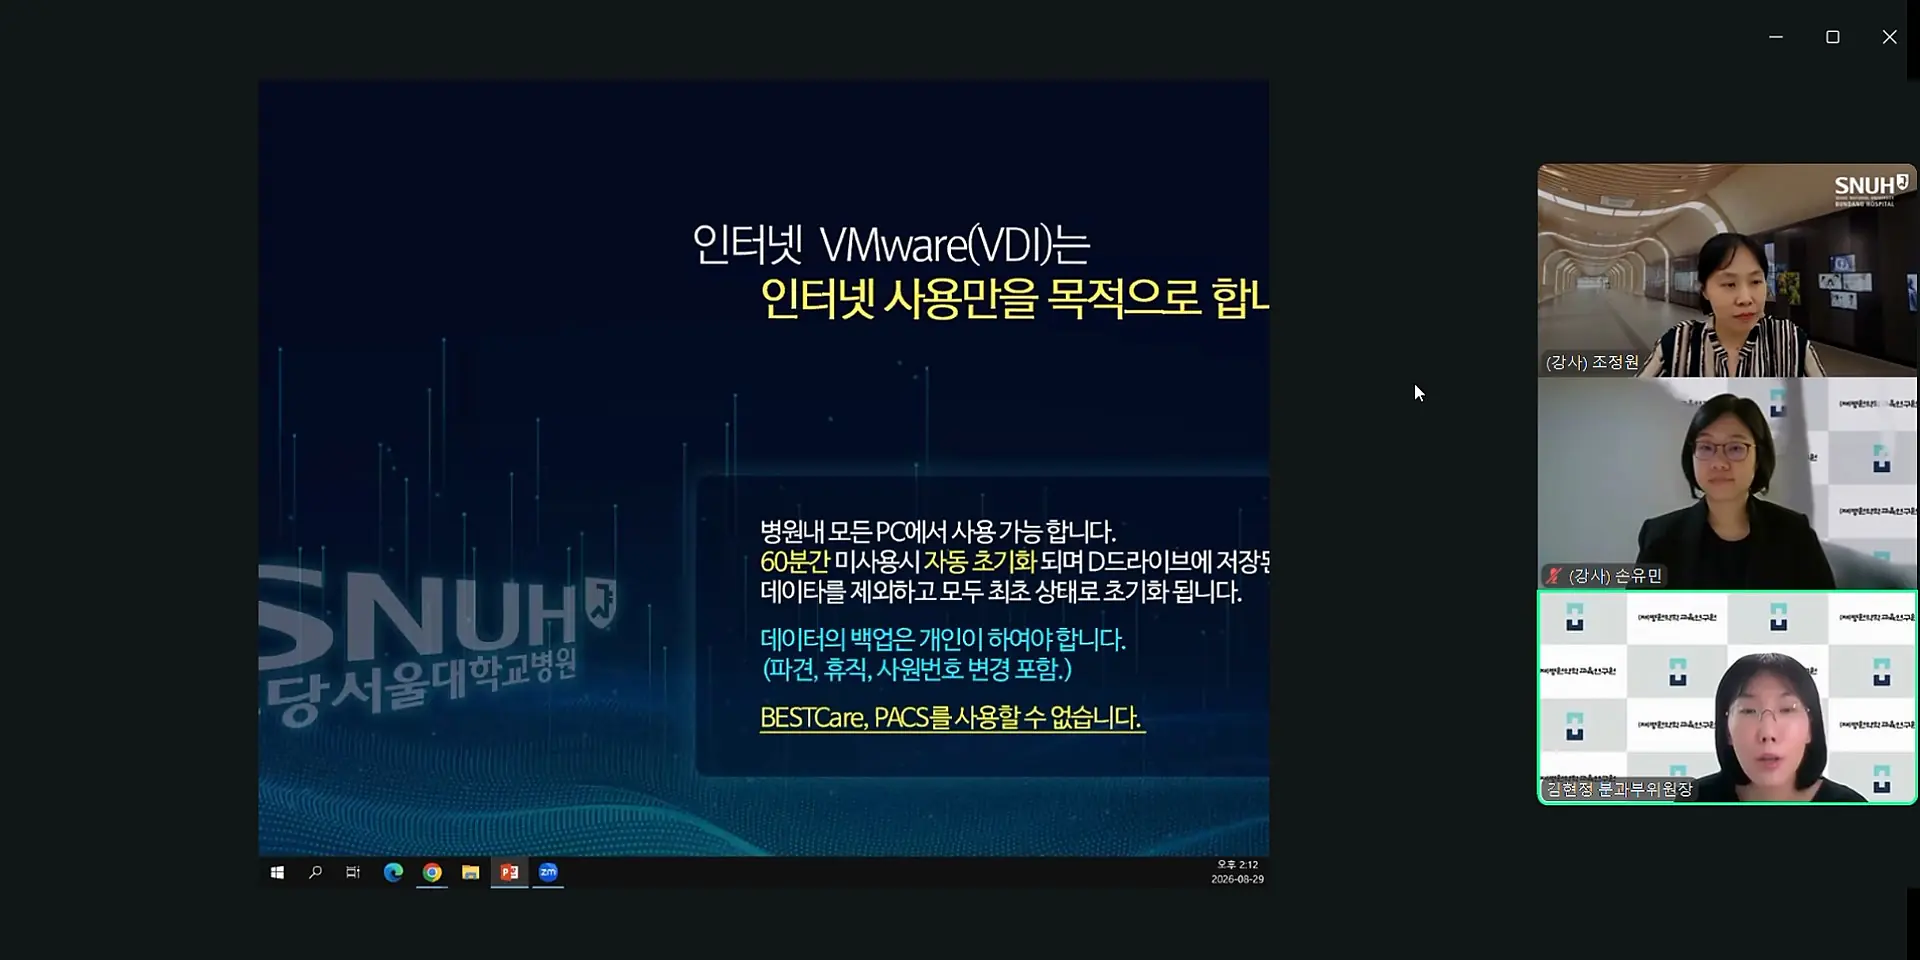 인터넷 VMware(VDI)는
인터넷 사용만을 목적으로 합니
병원내 모든 PC에서 사용 가능 합니다.
60분간 미사용시 자동 초기화 되며 D드라이브에 저장된
데이타를 제외하고 모두 최초 상태로 초기화 됩니다.
데이터의 백업은 개인이 하여야 합니다.
(파견, 휴직, 사원번호 변경 포함.)
BESTCare, PACS를 사용할 수 없습니다.
SNUH
당서울대학교병원
오후 2:12
2026-08-29
zm
SNUH
BUNDANG HOSPITAL
(강사) 조정원
(강사) 손유민
김현정 분과부위원장